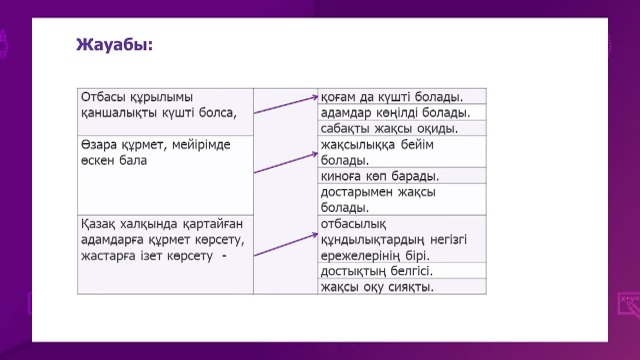 Жауабы:
Отбасы құрылымы
қаншалықты күшті болса,
қоғам да күшті болады.
адамдар көңілді болады.
сабақты жақсы оқиды.
Өзара құрмет, мейірімде
өскен бала
жақсылыққа бейім
болады.
киноға көп барады.
достарымен жақсы
болады.
Қазақ халқында қартайған
адамдарға құрмет көрсету,
жастарға ізет көрсету -
отбасылық
құндылықтардың негізгі
ережелерінің бірі.
достықтың белгісі.
жақсы оқу сияқты.